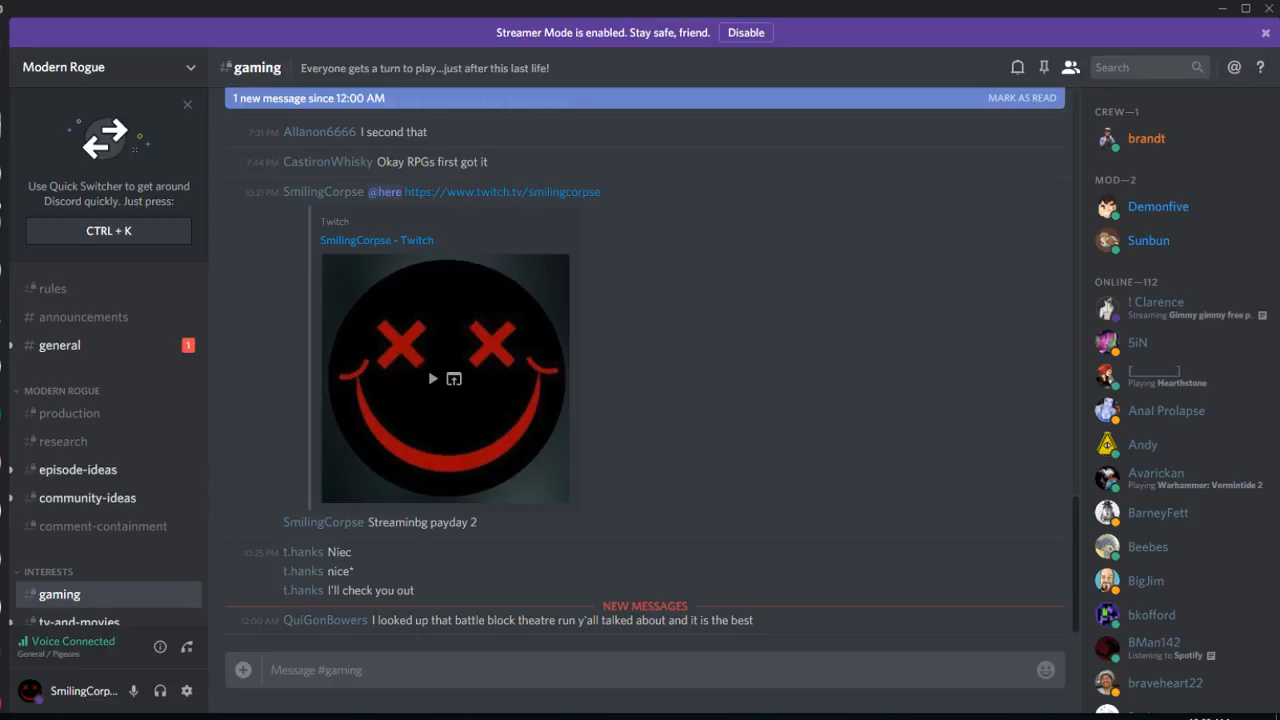 Streamer Mode is enabled. Stay safe, friend. Disable
Modern Rogue
Use Quick Switcher to get around
Discord quickly. Just press:
CTRL + K
# rules
# announcements
# general 1
MODERN ROGUE
# production
# research
# episode-ideas
# community-ideas
# comment-containment
INTERESTS
# gaming
# tv-and-movies
Voice Connected
General / Pigeons
SmilingCorp...
# gaming Everyone gets a turn to play...just after this last life!
Search
@ ?
1 new message since 12:00 AM MARK AS READ
7:21 PM Allanon6666 I second that
7:44 PM CastironWhisky Okay RPGs first got it
10:21 PM SmilingCorpse @here https://www.twitch.tv/smilingcorpse
Twitch
SmilingCorpse - Twitch
SmilingCorpse Streaminbg payday 2
10:25 PM t.hanks Niec
t.hanks nice*
t.hanks I'll check you out
NEW MESSAGES
12:00 AM QuiGonBowers I looked up that battle block theatre run y'all talked about and it is the best
Message #gaming
CREW—1
brandt
MOD—2
Demonfive
Sunbun
ONLINE—112
! Clarence
Streaming Gimmy gimmy free p...
5iN
[________]
Playing Hearthstone
Anal Prolapse
Andy
Avarickan
Playing Warhammer: Vermintide 2
BarneyFett
Beebes
BigJim
bkofford
BMan142
Listening to Spotify
braveheart22